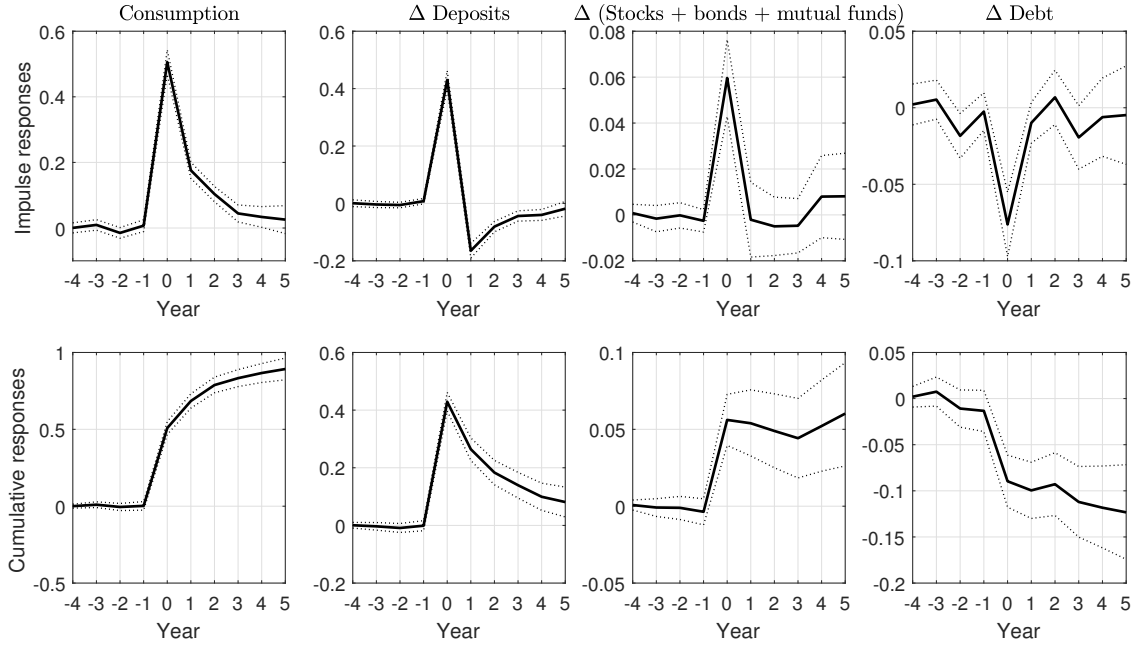 Consumption
Δ Deposits
Δ (Stocks + bonds + mutual funds)
Δ Debt
Impulse responses
0.6
0.4
0.2
0
-4 -3 -2 -1 0 1 2 3 4 5
Year
0.6
0.4
0.2
0
-0.2
-4 -3 -2 -1 0 1 2 3 4 5
Year
0.08
0.06
0.04
0.02
0
-0.02
-4 -3 -2 -1 0 1 2 3 4 5
Year
0.05
0
-0.05
-0.1
-4 -3 -2 -1 0 1 2 3 4 5
Year
Cumulative responses
1
0.5
0
-0.5
-4 -3 -2 -1 0 1 2 3 4 5
Year
0.6
0.4
0.2
0
-0.2
-4 -3 -2 -1 0 1 2 3 4 5
Year
0.1
0.05
0
-0.05
-4 -3 -2 -1 0 1 2 3 4 5
Year
0.05
0
-0.05
-0.1
-0.15
-0.2
-4 -3 -2 -1 0 1 2 3 4 5
Year